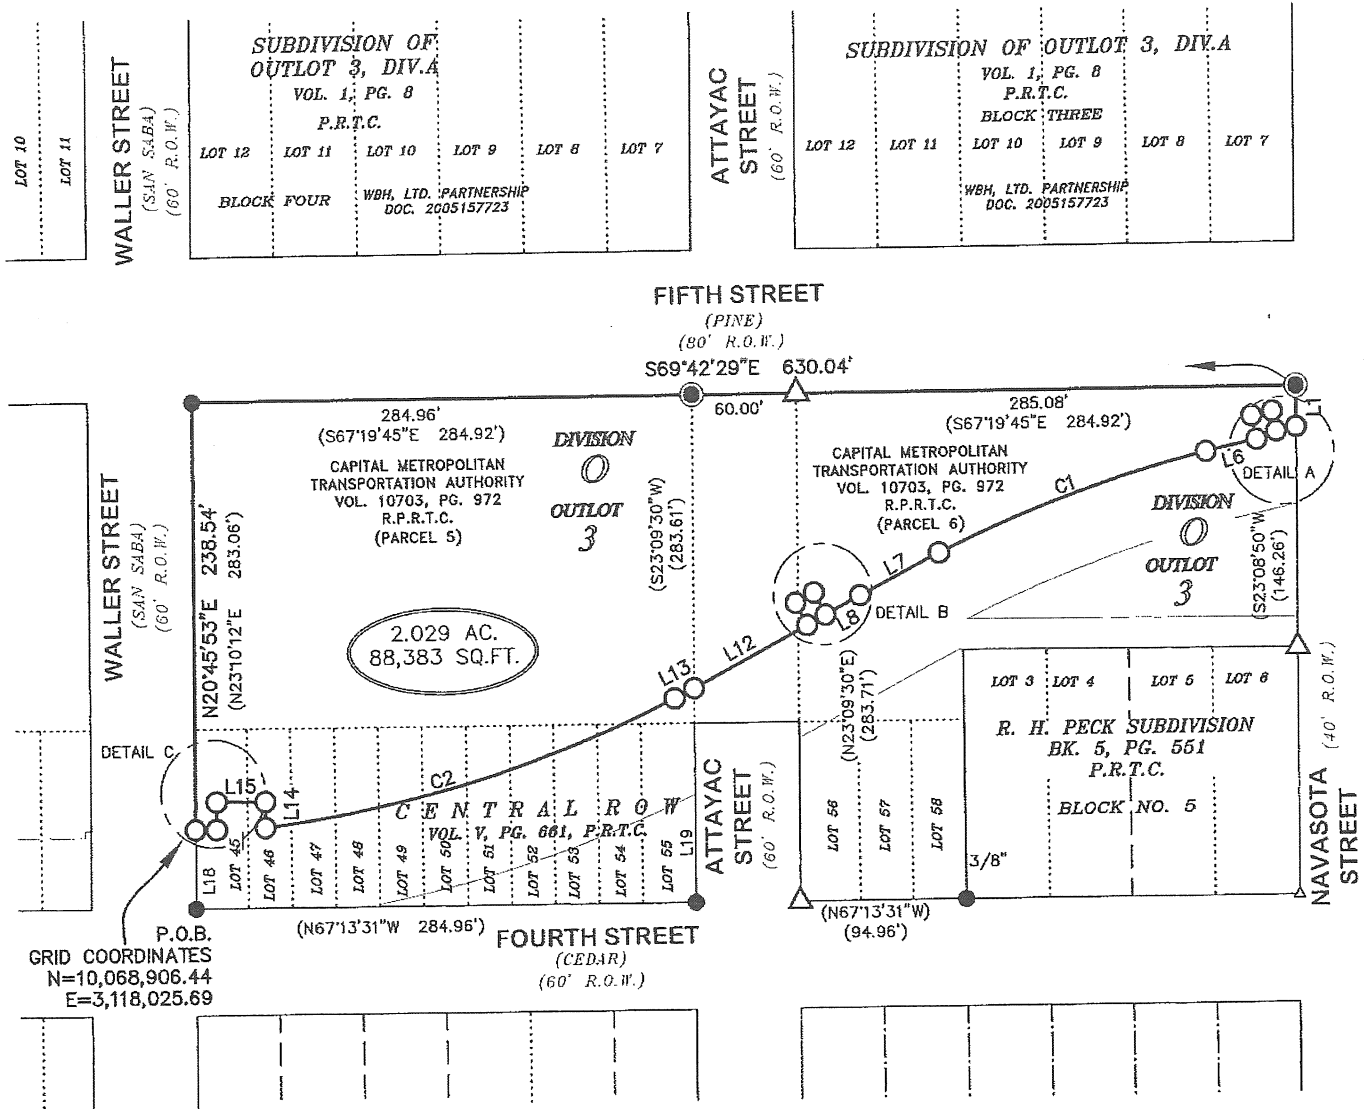 SUBDIVISION OF
OUTLOT 3, DIV.A
VOL. 1, PG. 8
P.R.T.C.
LOT 10
LOT 11
WALLER STREET
(SAN SABA)
(60' R.O.W.)
LOT 12
LOT 11
LOT 10
LOT 9
LOT 8
LOT 7
BLOCK FOUR
WBH, LTD. PARTNERSHIP
DOC. 2005157723
ATTAYAC
STREET
(60' R.O.W.)
SUBDIVISION OF OUTLOT 3, DIV.A
VOL. 1, PG. 8
P.R.T.C.
BLOCK THREE
LOT 12
LOT 11
LOT 10
LOT 9
LOT 8
LOT 7
WBH, LTD. PARTNERSHIP
DOC. 2005157723
FIFTH STREET
(PINE)
(80' R.O.W.)
S69°42'29"E 630.04'
284.96'
(S67°19'45"E 284.92')
60.00'
285.08'
(S67°19'45"E 284.92')
L1
L6
DETAIL A
CAPITAL METROPOLITAN
TRANSPORTATION AUTHORITY
VOL. 10703, PG. 972
R.P.R.T.C.
(PARCEL 5)
DIVISION
O
OUTLOT
3
CAPITAL METROPOLITAN
TRANSPORTATION AUTHORITY
VOL. 10703, PG. 972
R.P.R.T.C.
(PARCEL 6)
C1
DIVISION
O
OUTLOT
3
WALLER STREET
(SAN SABA)
(60' R.O.W.)
N20°45'53"E 238.54'
(N23°10'12"E 283.06')
(S23°09'30"W)
(283.61')
(S23°08'50"W
(146.26')
L7
L8
DETAIL B
L12
L13
(N23°09'30"E)
(283.71')
2.029 AC.
88,383 SQ.FT.
LOT 3
LOT 4
LOT 5
LOT 6
R. H. PECK SUBDIVISION
BK. 5, PG. 551
P.R.T.C.
BLOCK NO. 5
NAVASOTA
STREET
(40' R.O.W.)
DETAIL C
L15
L14
C2
CENTRAL ROW
VOL. V, PG. 661, P.R.T.C.
L18
LOT 45
LOT 46
LOT 47
LOT 48
LOT 49
LOT 50
LOT 51
LOT 52
LOT 53
LOT 54
LOT 55
L19
ATTAYAC
STREET
(60' R.O.W.)
LOT 56
LOT 57
LOT 58
3/8"
(N67°13'31"W 284.96')
(N67°13'31"W)
(94.96')
P.O.B.
GRID COORDINATES
N=10,068,906.44
E=3,118,025.69
FOURTH STREET
(CEDAR)
(60' R.O.W.)